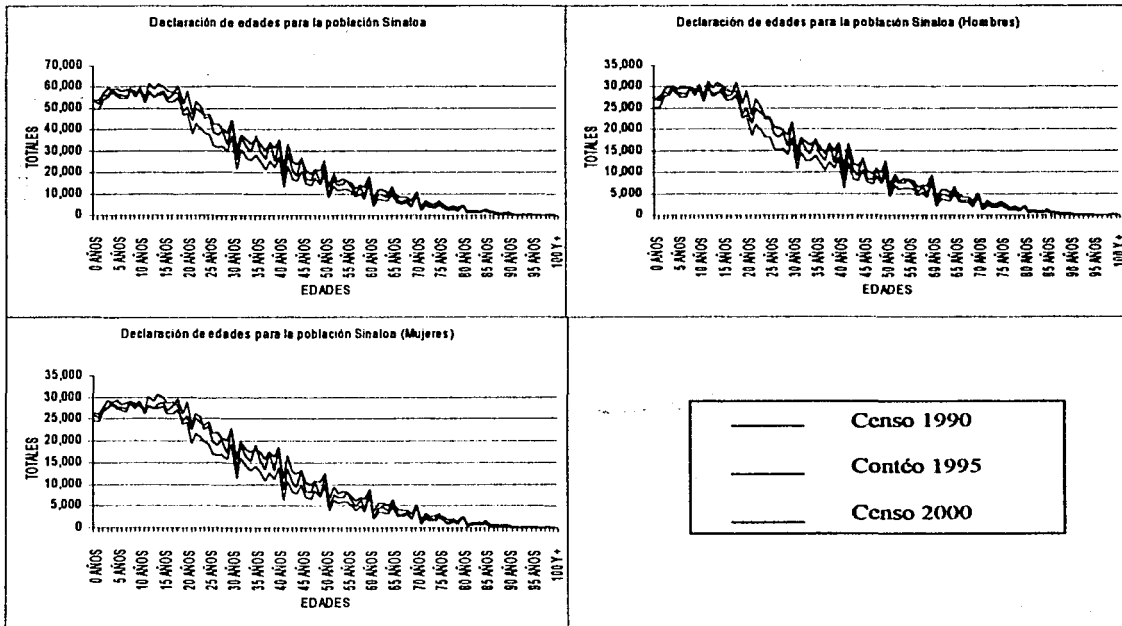 Declaración de edades para la población Sinaloa
TOTALES
70,000
60,000
50,000
40,000
30,000
20,000
10,000
0
0 AÑOS
5 AÑOS
10 AÑOS
15 AÑOS
20 AÑOS
25 AÑOS
30 AÑOS
35 AÑOS
40 AÑOS
45 AÑOS
50 AÑOS
55 AÑOS
60 AÑOS
65 AÑOS
70 AÑOS
75 AÑOS
80 AÑOS
85 AÑOS
90 AÑOS
95 AÑOS
100 Y +
EDADES
Declaración de edades para la población Sinaloa (Hombres)
TOTALES
35,000
30,000
25,000
20,000
15,000
10,000
5,000
0
0 AÑOS
5 AÑOS
10 AÑOS
15 AÑOS
20 AÑOS
25 AÑOS
30 AÑOS
35 AÑOS
40 AÑOS
45 AÑOS
50 AÑOS
55 AÑOS
60 AÑOS
65 AÑOS
70 AÑOS
75 AÑOS
80 AÑOS
85 AÑOS
90 AÑOS
95 AÑOS
100 Y +
EDADES
Declaración de edades para la población Sinaloa (Mujeres)
TOTALES
35,000
30,000
25,000
20,000
15,000
10,000
5,000
0
0 AÑOS
5 AÑOS
10 AÑOS
15 AÑOS
20 AÑOS
25 AÑOS
30 AÑOS
35 AÑOS
40 AÑOS
45 AÑOS
50 AÑOS
55 AÑOS
60 AÑOS
65 AÑOS
70 AÑOS
75 AÑOS
80 AÑOS
85 AÑOS
90 AÑOS
95 AÑOS
100 Y +
EDADES
Censo 1990
Contéo 1995
Censo 2000